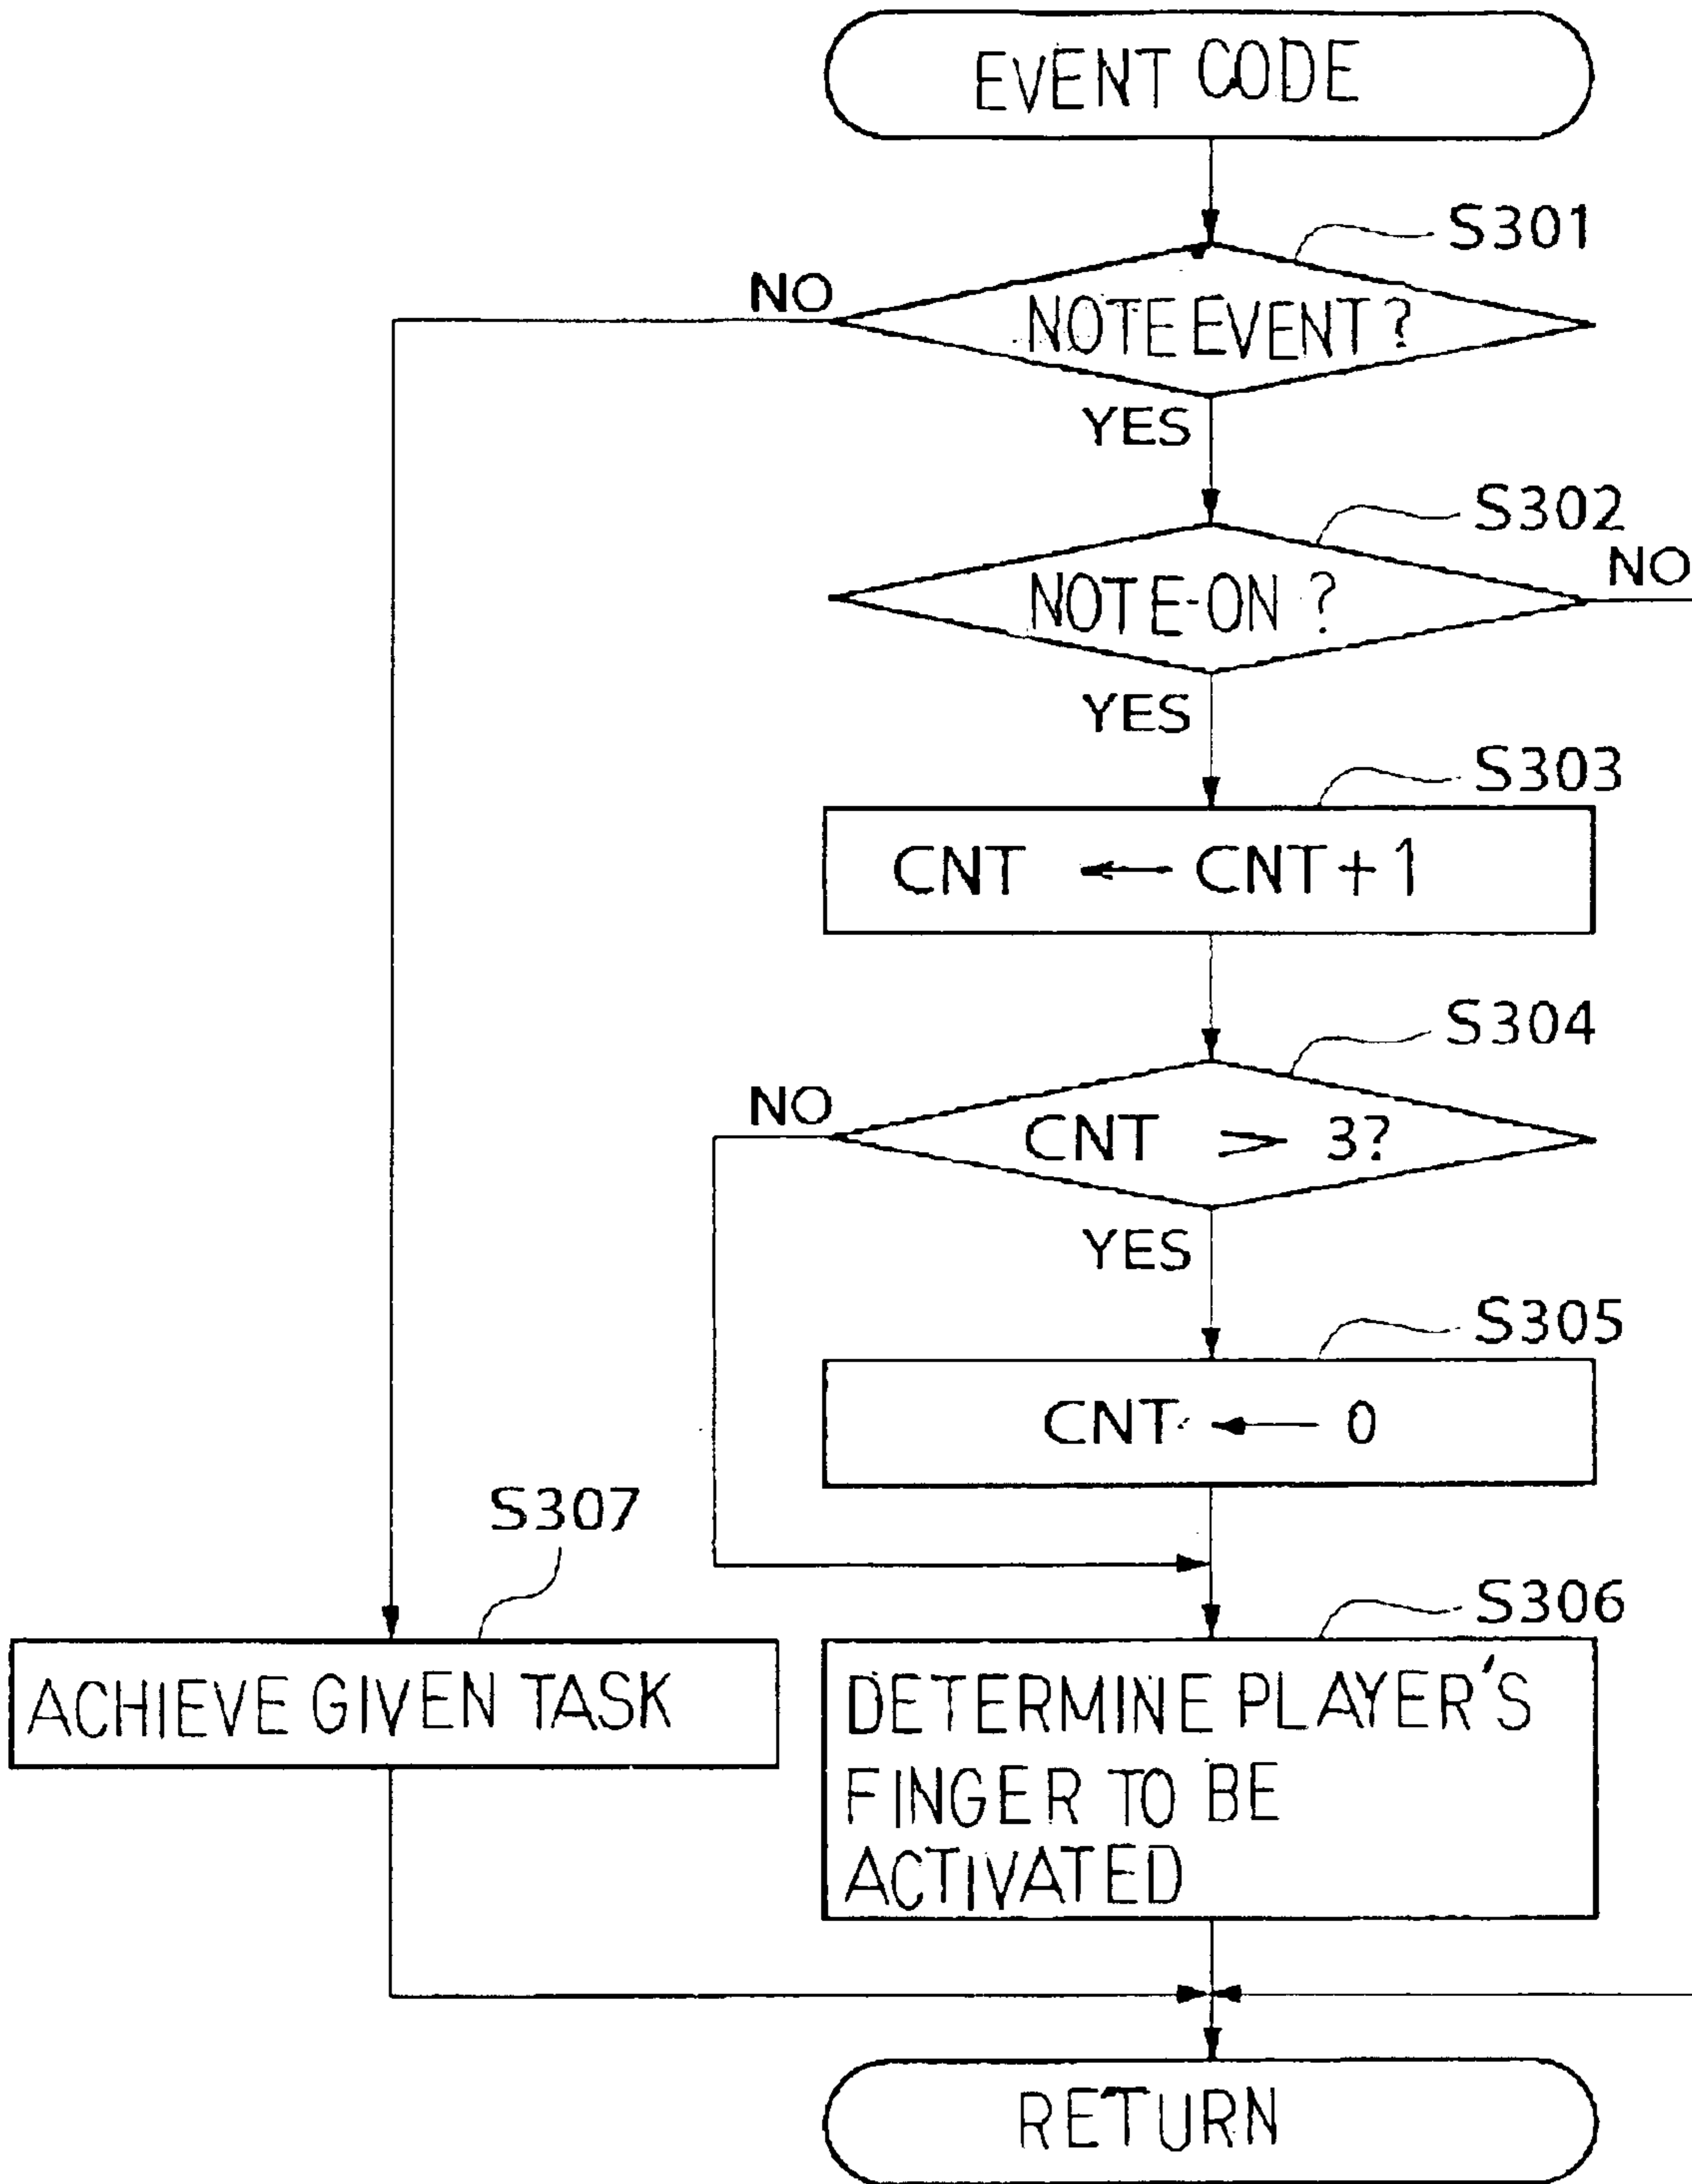 EVENT CODE
S301
NO
NOTE EVENT ?
YES
S302
NO
NOTE-ON ?
YES
S303
CNT ← CNT + 1
S304
NO
CNT > 3?
YES
S305
CNT ← 0
S307
S306
ACHIEVE GIVEN TASK
DETERMINE PLAYER'S
FINGER TO BE
ACTIVATED
RETURN